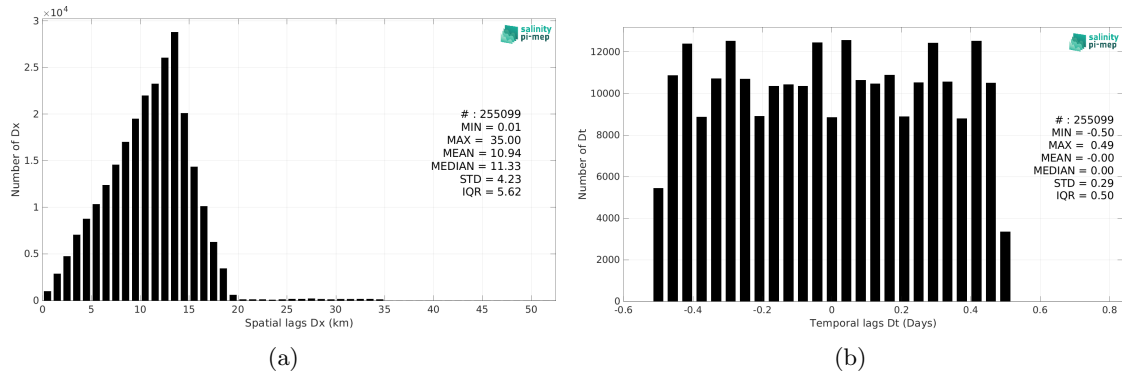 3 ×10⁴
2.5
2
1.5
1
0.5
0
Number of Dx
0 5 10 15 20 25 30 35 40 45 50
Spatial lags Dx (km)
salinity
pi-mep
# : 255099
MIN = 0.01
MAX = 35.00
MEAN = 10.94
MEDIAN = 11.33
STD = 4.23
IQR = 5.62
(a)
12000
10000
8000
6000
4000
2000
0
Number of Dt
-0.6 -0.4 -0.2 0 0.2 0.4 0.6 0.8
Temporal lags Dt (Days)
salinity
pi-mep
# : 255099
MIN = -0.50
MAX = 0.49
MEAN = -0.00
MEDIAN = 0.00
STD = 0.29
IQR = 0.50
(b)